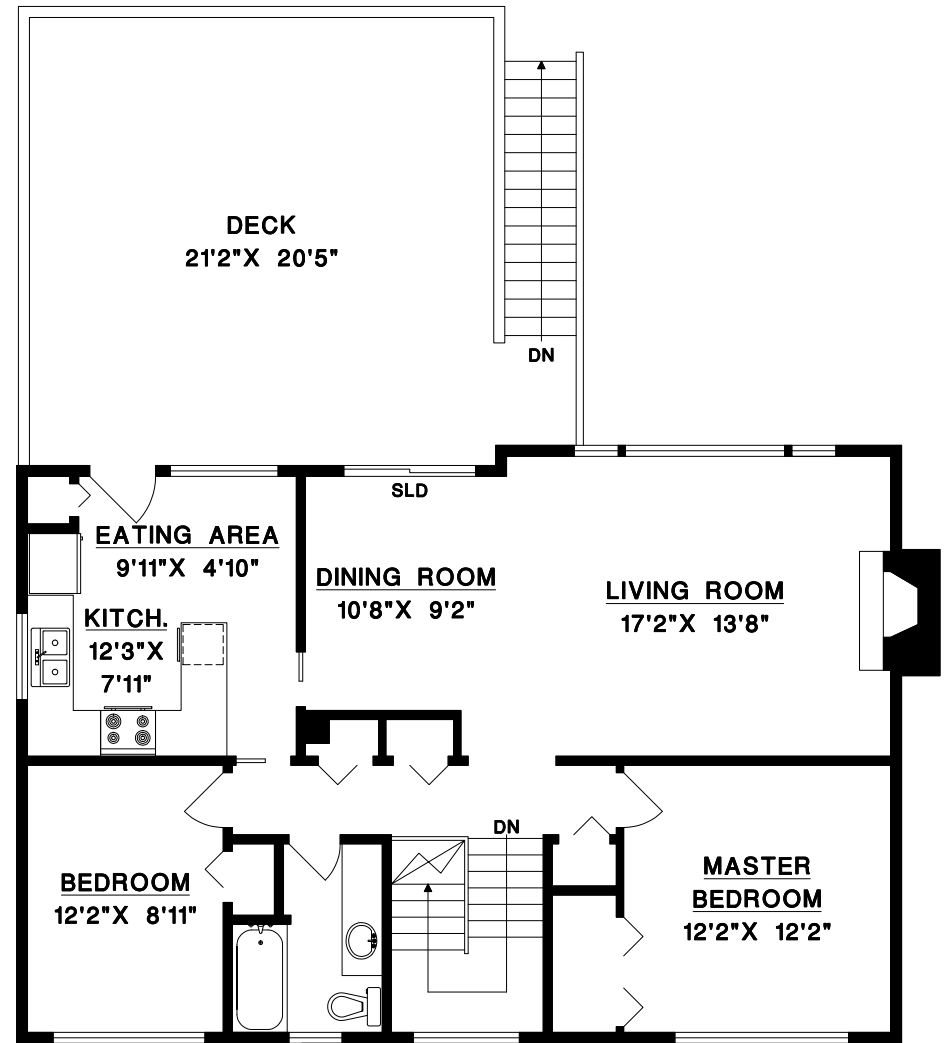 DECK
21'2"X 20'5"
DN
SLD
EATING AREA
9'11"X 4'10"
DINING ROOM
10'8"X 9'2"
LIVING ROOM
17'2"X 13'8"
KITCH.
12'3"X
7'11"
DN
MASTER
BEDROOM
12'2"X 12'2"
BEDROOM
12'2"X 8'11"